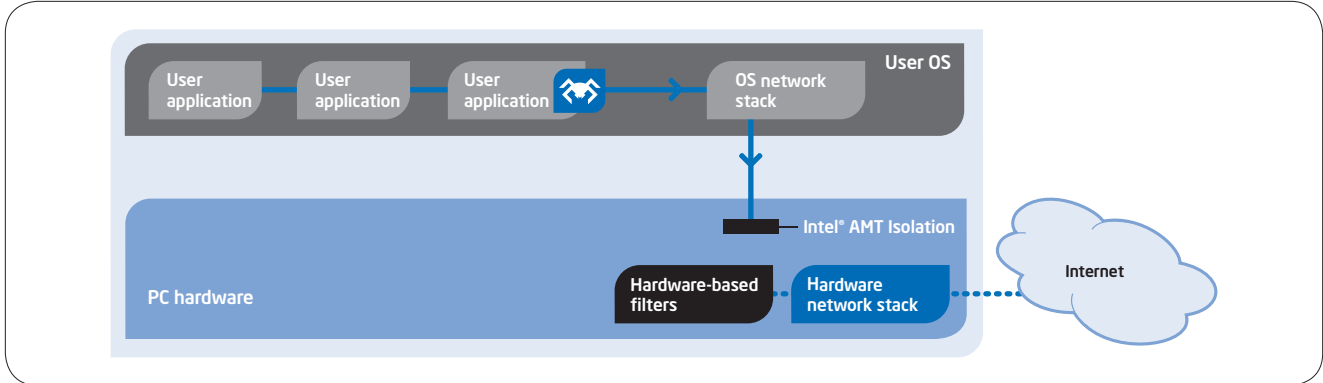 User OS
User
application
User
application
User
application
OS network
stack
Intel® AMT Isolation
PC hardware
Hardware-based
filters
Hardware
network stack
Internet